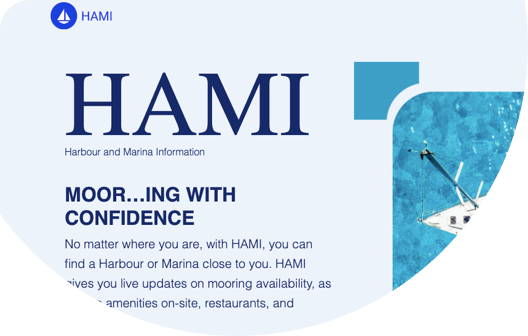 HAMI
HAMI
Harbour and Marina Information
MOOR...ING WITH
CONFIDENCE
No matter where you are, with HAMI, you can
find a Harbour or Marina close to you. HAMI
gives you live updates on mooring availability, as
amenities on-site, restaurants, and